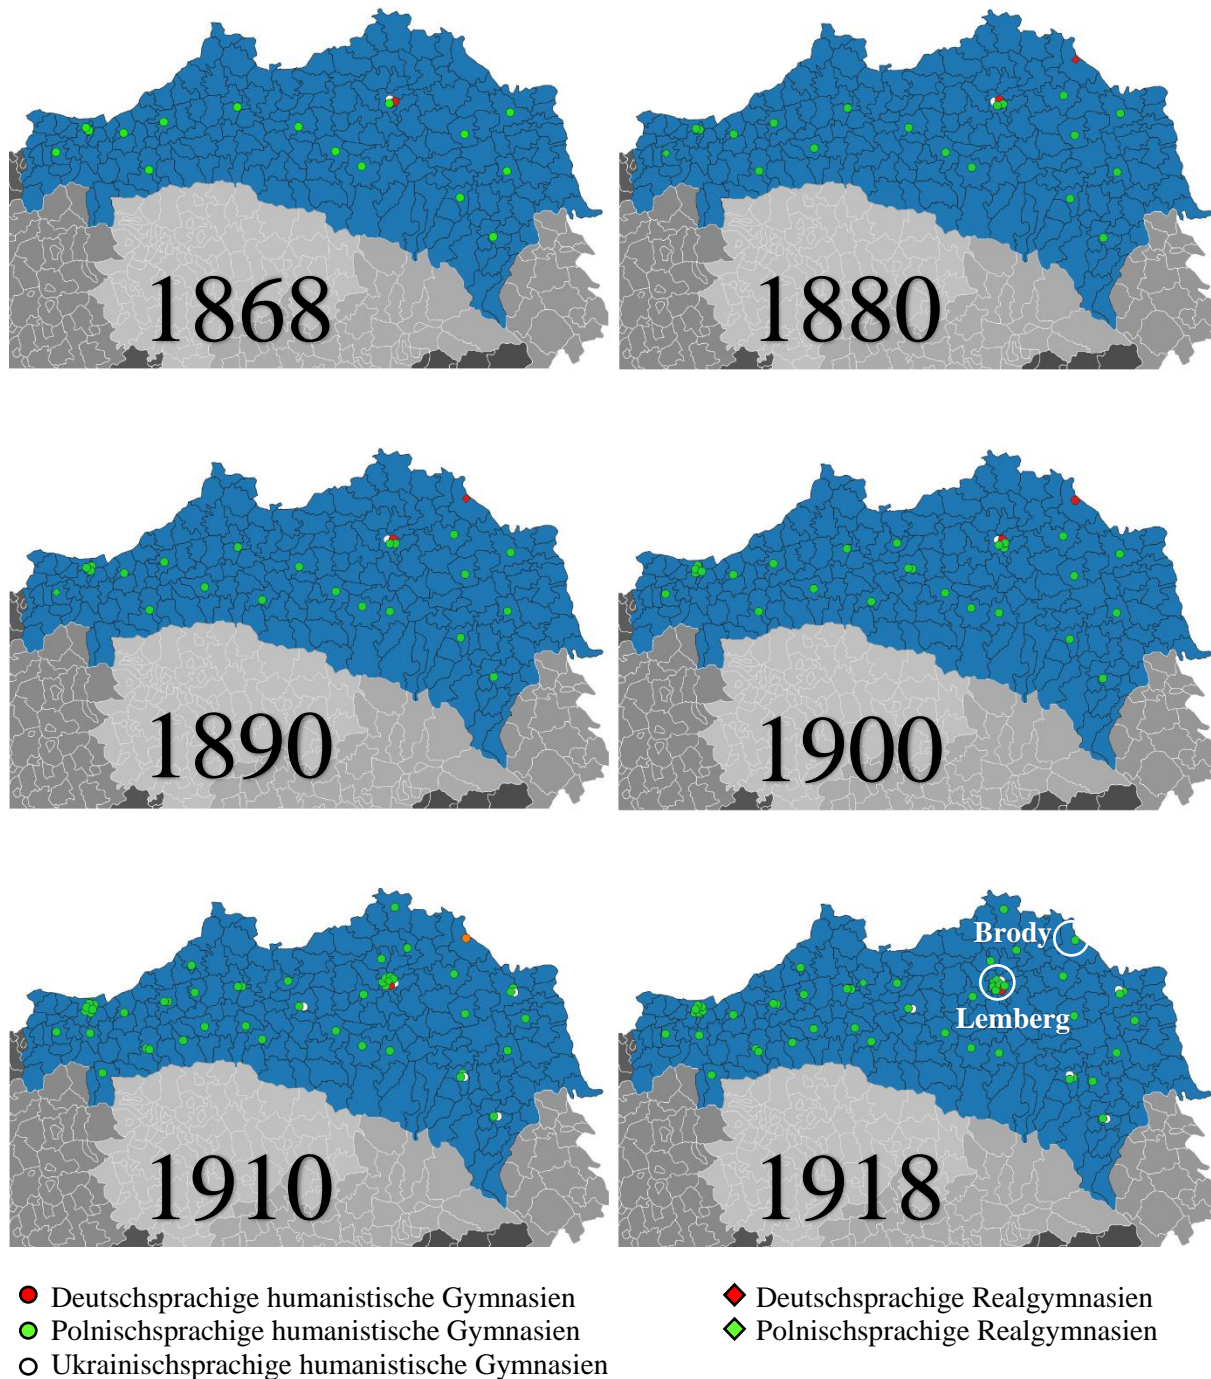 1868
1880
1890
1900
1910
Brody
Lemberg
1918
Deutschsprachige humanistische Gymnasien
Polnischsprachige humanistische Gymnasien
Ukrainischsprachige humanistische Gymnasien
Deutschsprachige Realgymnasien
Polnischsprachige Realgymnasien